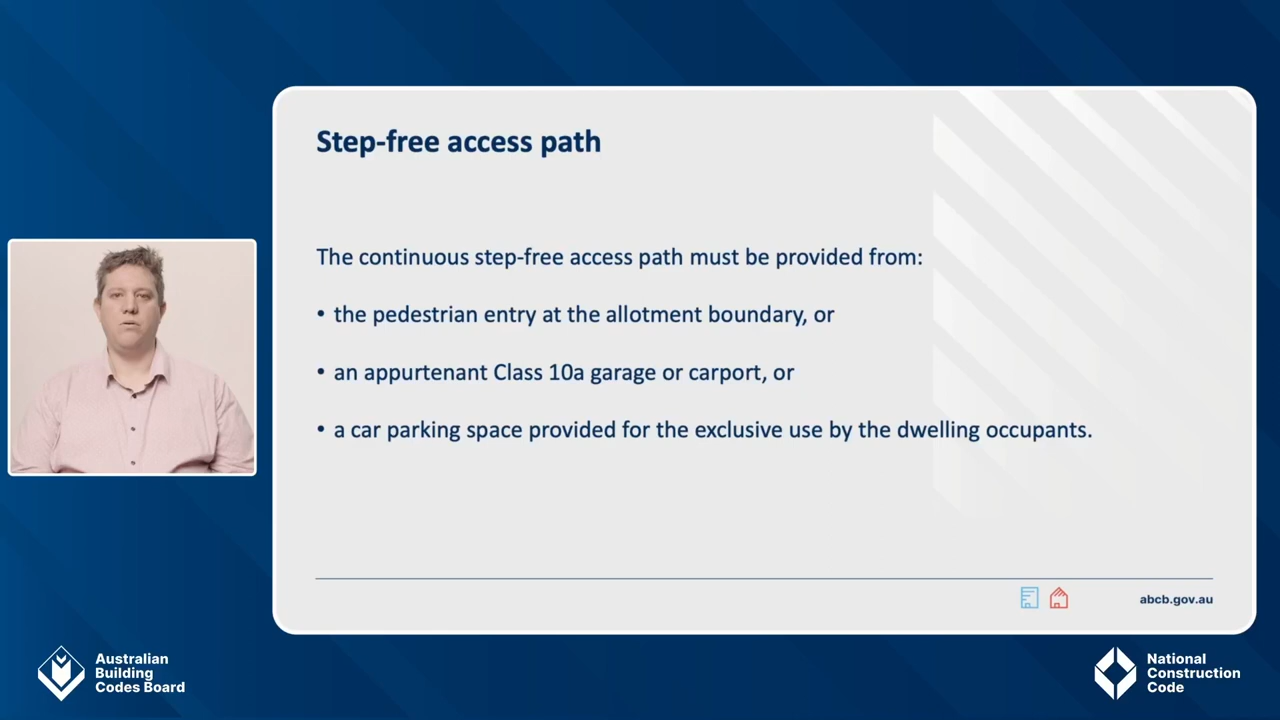 Step-free access path
The continuous step-free access path must be provided from:
• the pedestrian entry at the allotment boundary, or
• an appurtenant Class 10a garage or carport, or
• a car parking space provided for the exclusive use by the dwelling occupants.
abcb.gov.au
Australian
Building
Codes Board
National
Construction
Code